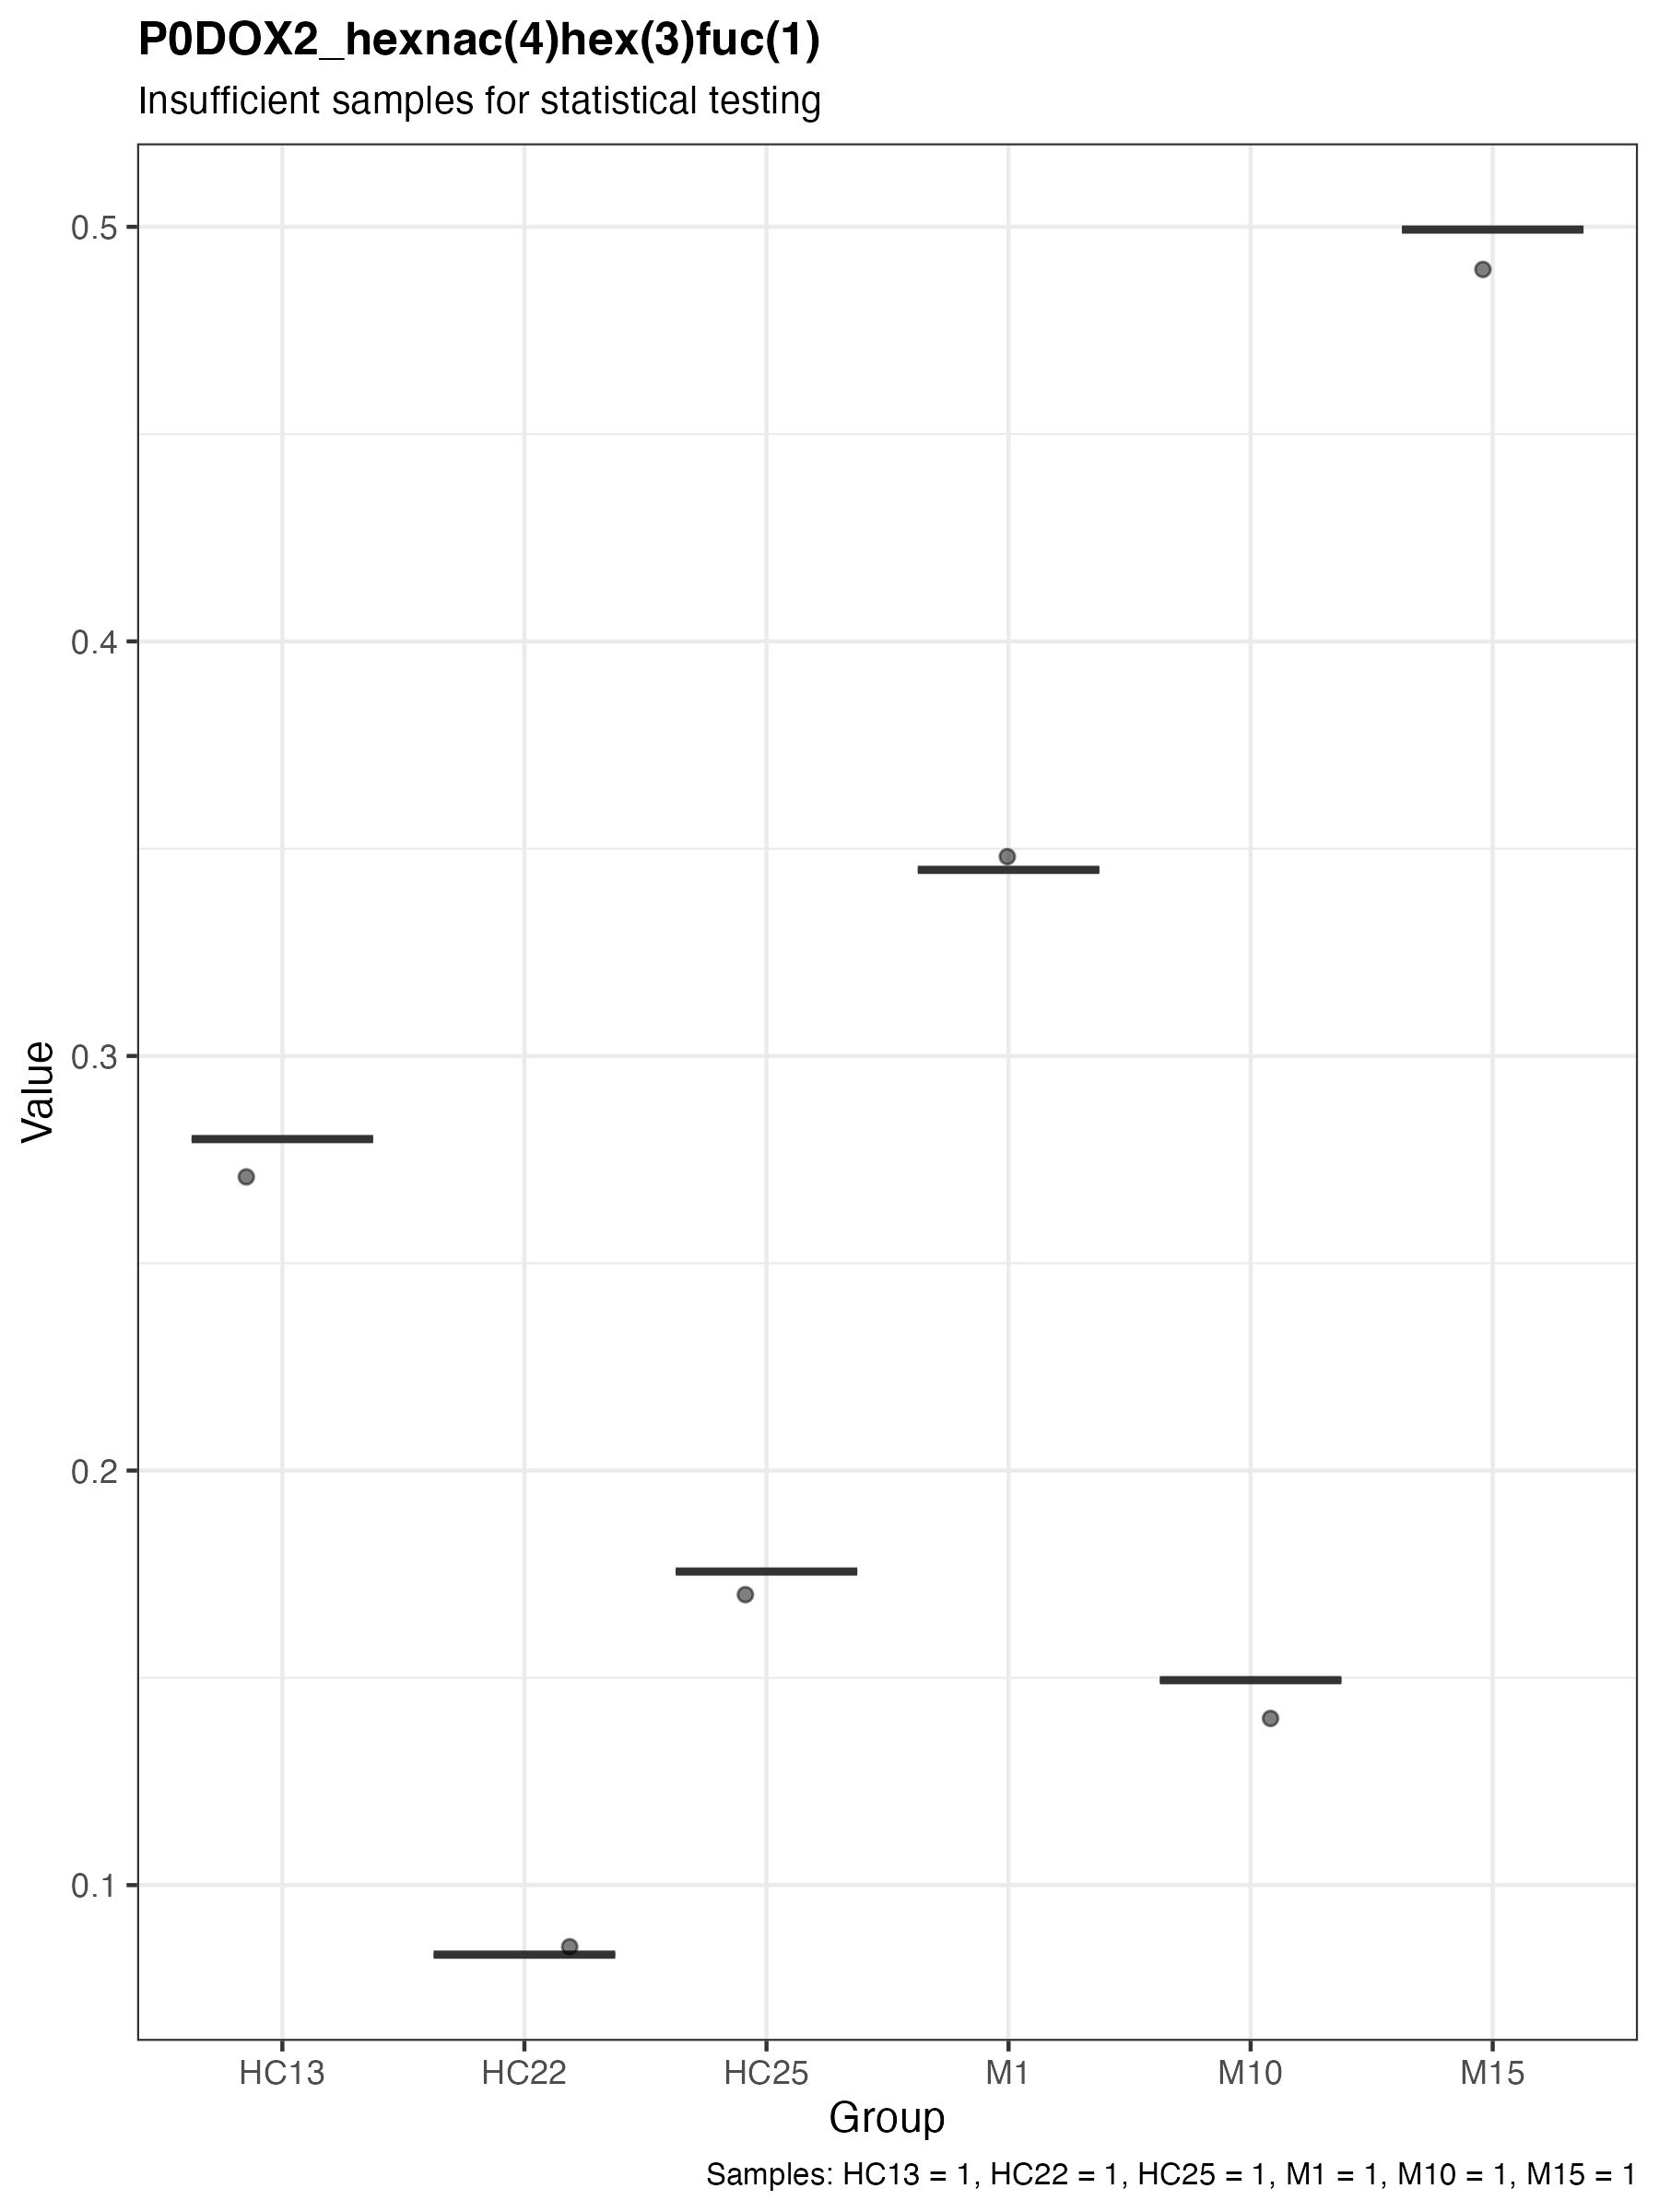 P0DOX2_hexnac(4)hex(3)fuc(1)
Insufficient samples for statistical testing
0.5
0.4
0.3
0.2
0.1
Value
HC13 HC22 HC25 M1 M10 M15
Group
Samples: HC13 = 1, HC22 = 1, HC25 = 1, M1 = 1, M10 = 1, M15 = 1